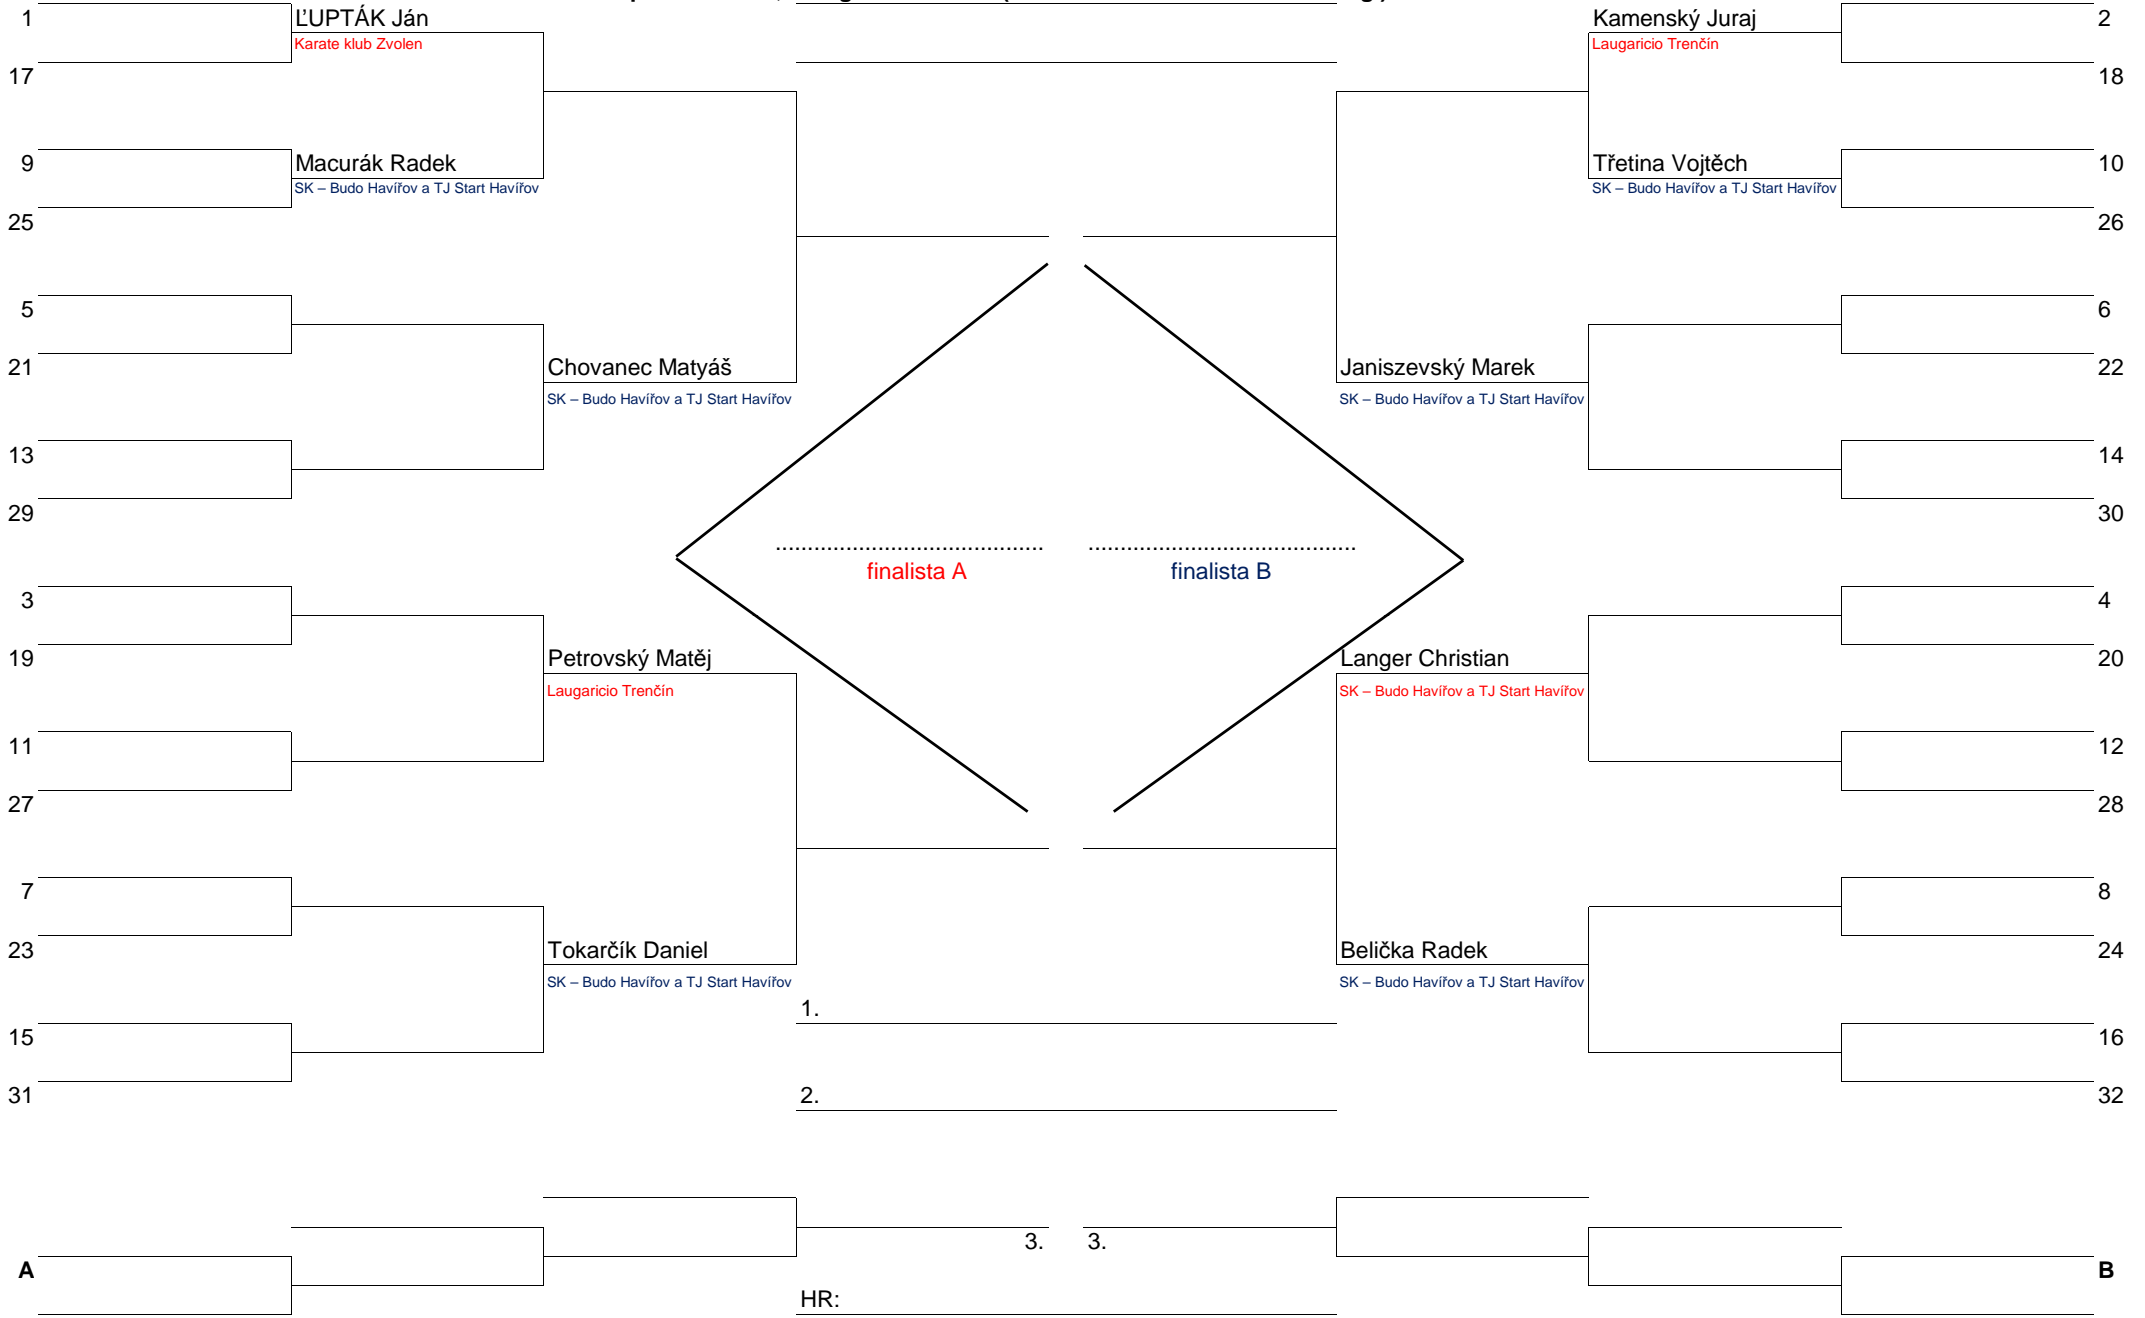 1 ĽUPTÁK Ján Kamenský Juraj 2
Karate klub Zvolen Laugaricio Trenčín
17 18
9 Macurák Radek Třetina Vojtěch 10
SK – Budo Havířov a TJ Start Havířov SK – Budo Havířov a TJ Start Havířov
25 26
5 6
21 Chovanec Matyáš Janiszevský Marek 22
SK – Budo Havířov a TJ Start Havířov SK – Budo Havířov a TJ Start Havířov
13 14
29 30
.......................................... ..........................................
finalista A finalista B
3 4
19 Petrovský Matěj Langer Christian 20
Laugaricio Trenčín SK – Budo Havířov a TJ Start Havířov
11 12
27 28
7 8
23 Tokarčík Daniel Belička Radek 24
SK – Budo Havířov a TJ Start Havířov SK – Budo Havířov a TJ Start Havířov
1.
15 16
31 2. 32
3. 3.
A B
HR: